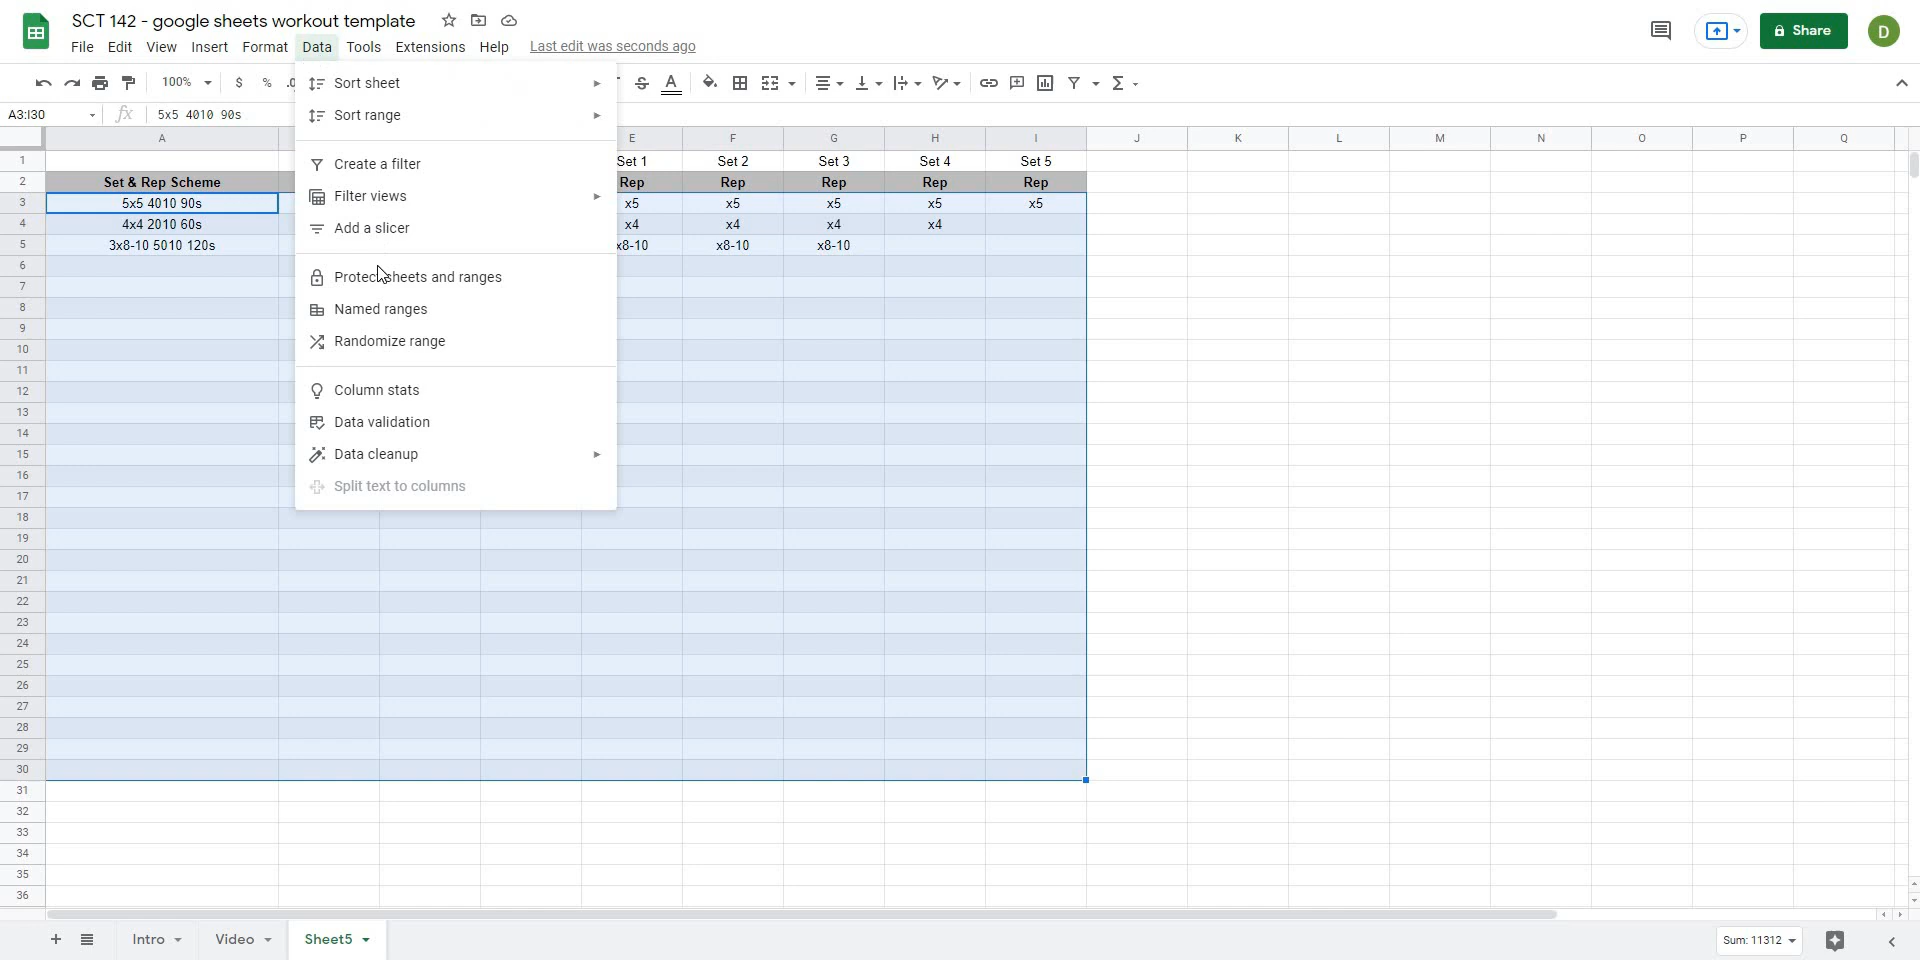 SCT 142 - google sheets workout template
File Edit View Insert Format Data Tools Extensions Help Last edit was seconds ago
Share
D
100% $ %
A3:I30 fx 5x5 4010 90s
A E F G H I J K L M N O P Q
1 Set 1 Set 2 Set 3 Set 4 Set 5
2 Set & Rep Scheme Rep Rep Rep Rep Rep
3 5x5 4010 90s x5 x5 x5 x5 x5
4 4x4 2010 60s x4 x4 x4 x4
5 3x8-10 5010 120s x8-10 x8-10 x8-10
6
7
8
9
10
11
12
13
14
15
16
17
18
19
20
21
22
23
24
25
26
27
28
29
30
31
32
33
34
35
36
Sort sheet
Sort range
Create a filter
Filter views
Add a slicer
Protect sheets and ranges
Named ranges
Randomize range
Column stats
Data validation
Data cleanup
Split text to columns
Intro Video Sheet5
Sum: 11312